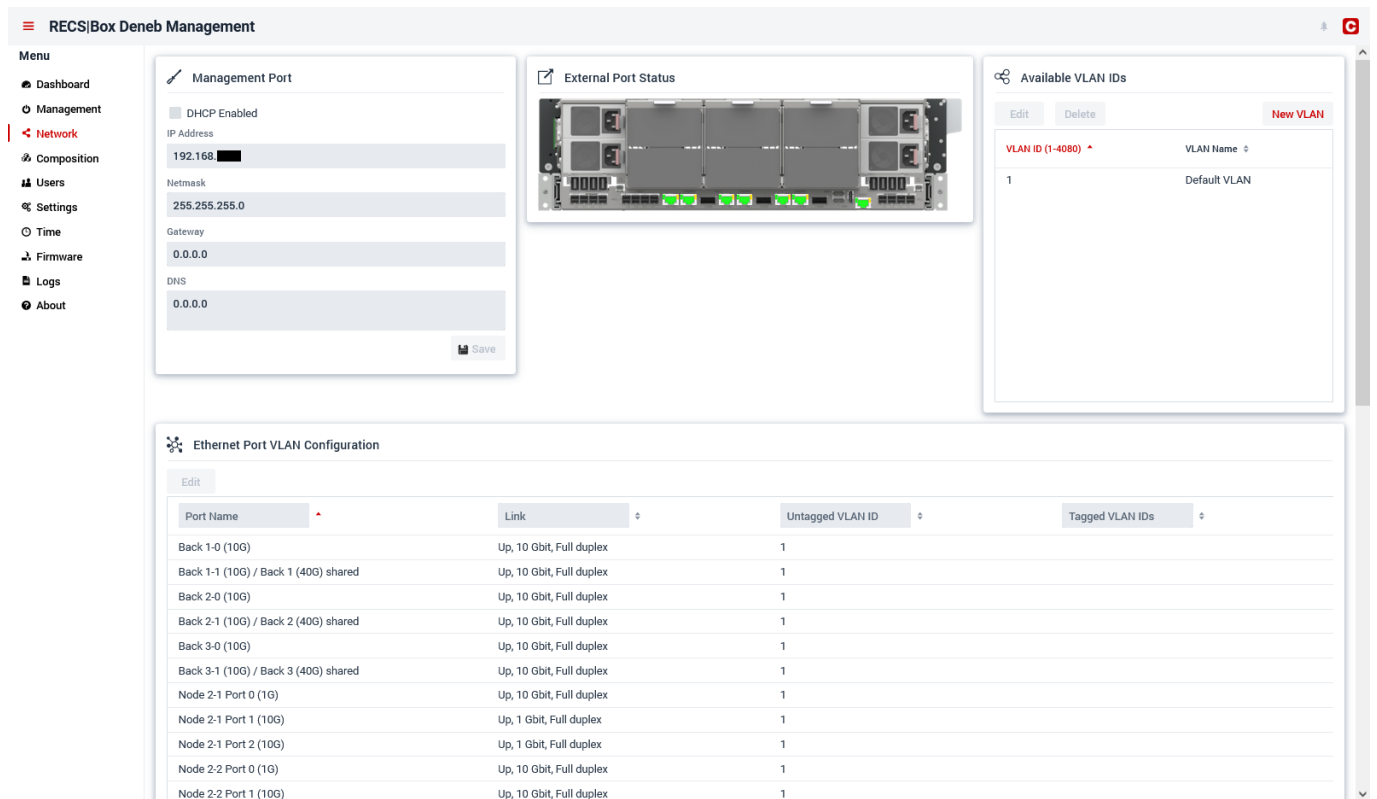 RECS|Box Deneb Management
Menu
Dashboard
Management
Network
Composition
Users
Settings
Time
Firmware
Logs
About
Management Port
DHCP Enabled
IP Address
192.168.
Netmask
255.255.255.0
Gateway
0.0.0.0
DNS
0.0.0.0
Save
External Port Status
Available VLAN IDs
Edit Delete New VLAN
VLAN ID (1-4080) VLAN Name
1 Default VLAN
Ethernet Port VLAN Configuration
Edit
Port Name Link Untagged VLAN ID Tagged VLAN IDs
Back 1-0 (10G) Up, 10 Gbit, Full duplex 1
Back 1-1 (10G) / Back 1 (40G) shared Up, 10 Gbit, Full duplex 1
Back 2-0 (10G) Up, 10 Gbit, Full duplex 1
Back 2-1 (10G) / Back 2 (40G) shared Up, 10 Gbit, Full duplex 1
Back 3-0 (10G) Up, 10 Gbit, Full duplex 1
Back 3-1 (10G) / Back 3 (40G) shared Up, 10 Gbit, Full duplex 1
Node 2-1 Port 0 (1G) Up, 10 Gbit, Full duplex 1
Node 2-1 Port 1 (10G) Up, 1 Gbit, Full duplex 1
Node 2-1 Port 2 (10G) Up, 1 Gbit, Full duplex 1
Node 2-2 Port 0 (1G) Up, 10 Gbit, Full duplex 1
Node 2-2 Port 1 (10G) Up, 10 Gbit, Full duplex 1